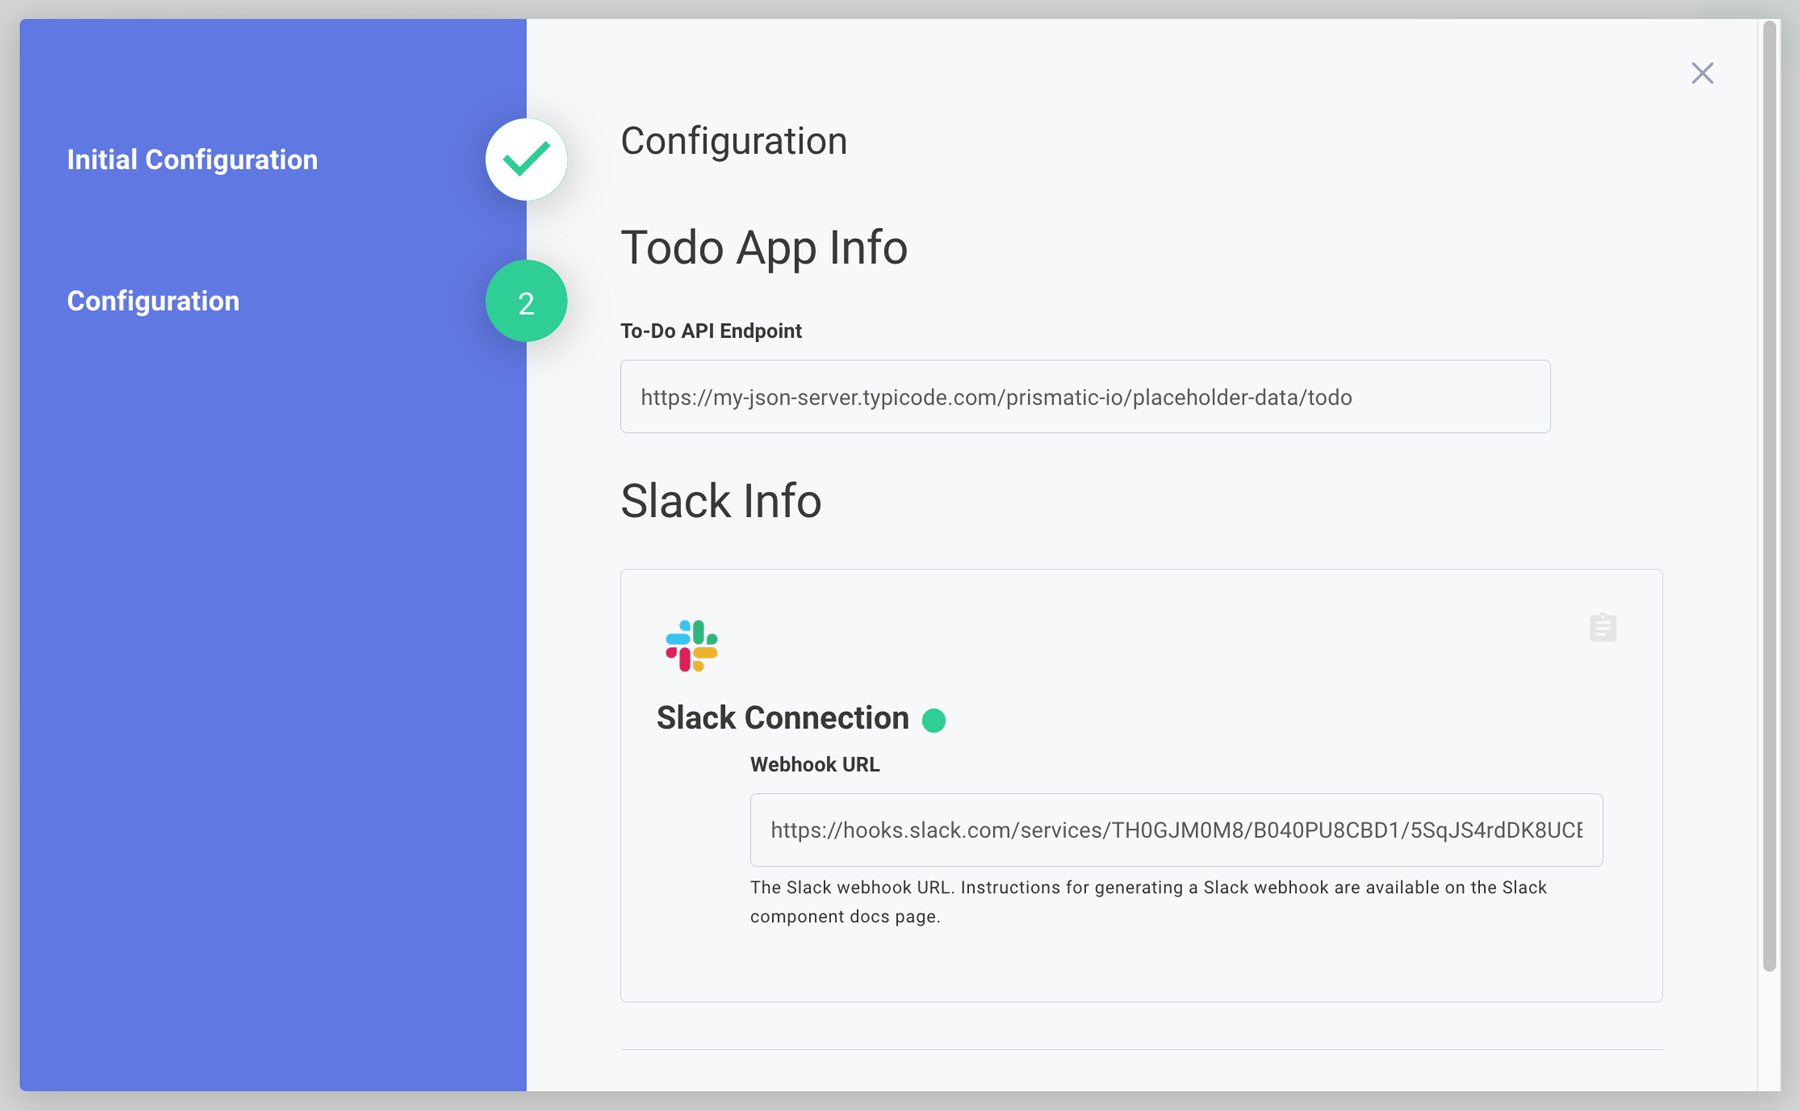 Initial Configuration
Configuration
2
Configuration
Todo App Info
To-Do API Endpoint
https://my-json-server.typicode.com/prismatic-io/placeholder-data/todo
Slack Info
Slack Connection
Webhook URL
https://hooks.slack.com/services/TH0GJM0M8/B040PU8CBD1/5SqJS4rdDK8UCE
The Slack webhook URL. Instructions for generating a Slack webhook are available on the Slack
component docs page.